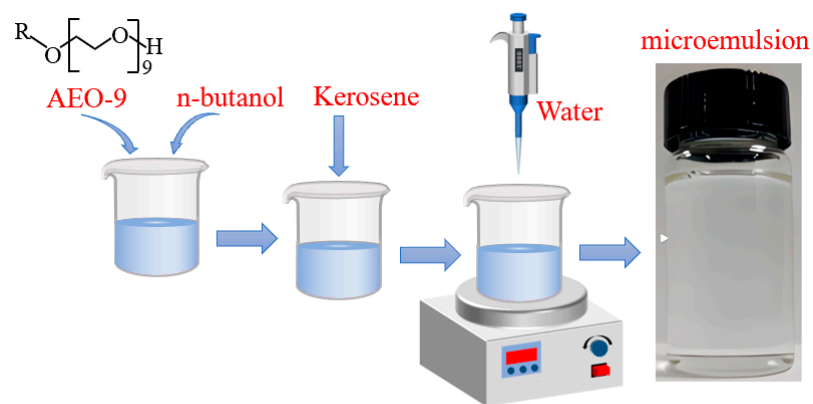 R
O
O
H
9
AEO-9
n-butanol
Kerosene
Water
microemulsion